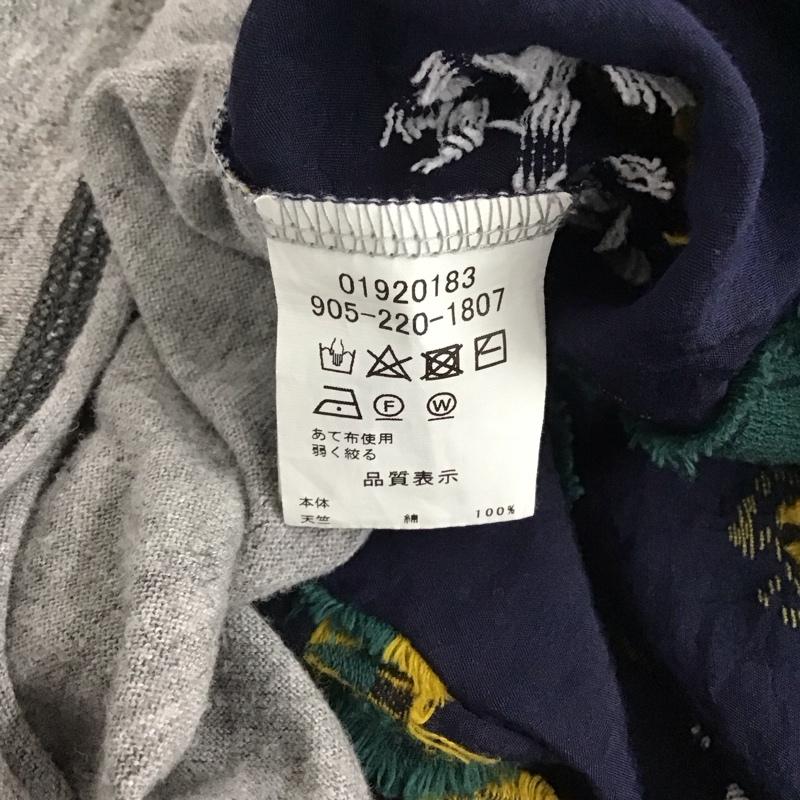 01920183
905-220-1807
F W
あて布使用
弱く絞る
品質表示
本体
天竺 綿 100%